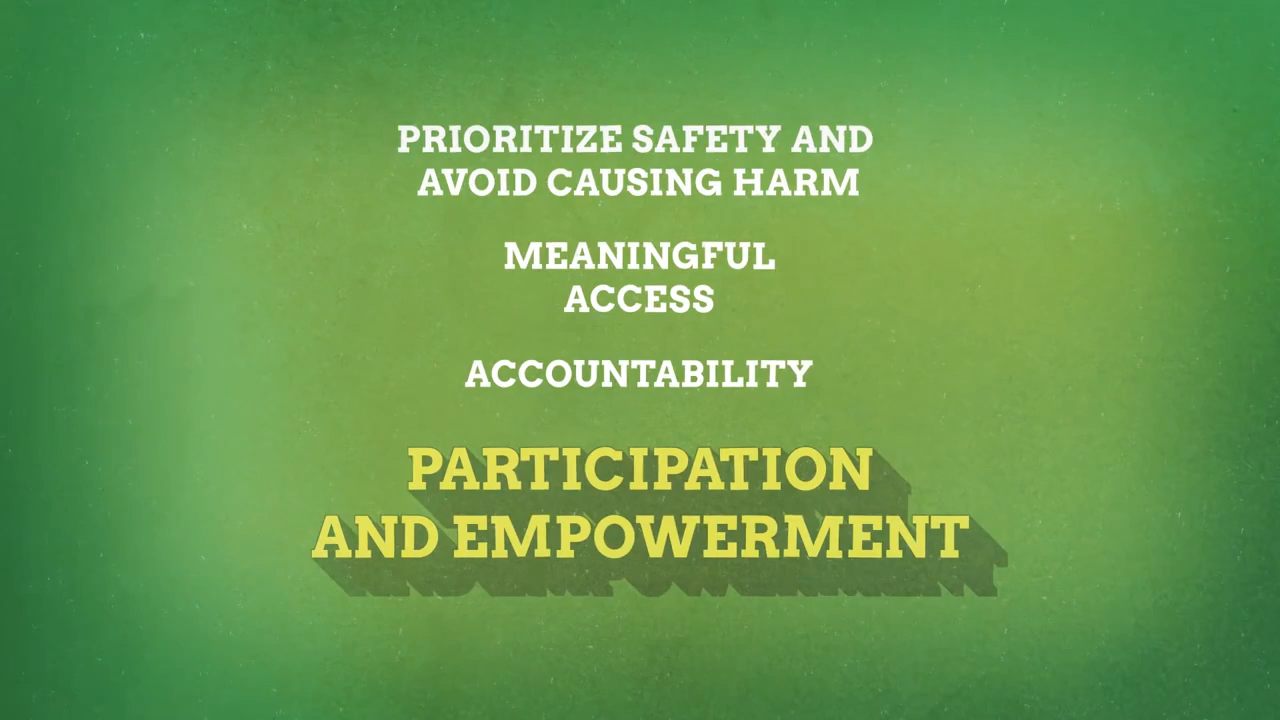 PRIORITIZE SAFETY AND
AVOID CAUSING HARM
MEANINGFUL
ACCESS
ACCOUNTABILITY
PARTICIPATION
AND EMPOWERMENT